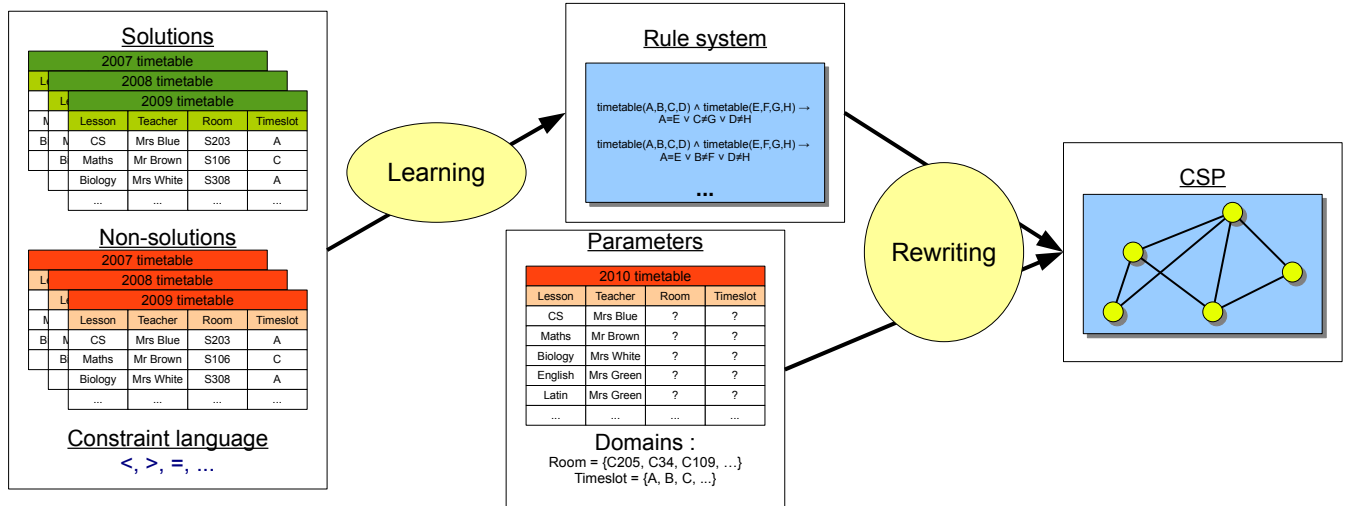 Solutions
2007 timetable
Le
2008 timetable
Le
2009 timetable
Lesson Teacher Room Timeslot
M
B CS Mrs Blue S203 A
M
Maths Mr Brown S106 C
B
Biology Mrs White S308 A
... ... ... ...
Non-solutions
2007 timetable
Le
2008 timetable
Le
2009 timetable
Lesson Teacher Room Timeslot
M
B CS Mrs Blue S203 A
M
Maths Mr Brown S106 C
B
Biology Mrs White S308 A
... ... ... ...
Constraint language
<, >, =, ...
Learning
Rule system
timetable(A,B,C,D) ∧ timetable(E,F,G,H) →
A=E ∨ C≠G ∨ D≠H
timetable(A,B,C,D) ∧ timetable(E,F,G,H) →
A=E ∨ B≠F ∨ D≠H
...
Parameters
2010 timetable
Lesson Teacher Room Timeslot
CS Mrs Blue ? ?
Maths Mr Brown ? ?
Biology Mrs White ? ?
English Mrs Green ? ?
Latin Mrs Green ? ?
... ... ... ...
Domains :
Room = {C205, C34, C109, …}
Timeslot = {A, B, C, ...}
Rewriting
CSP